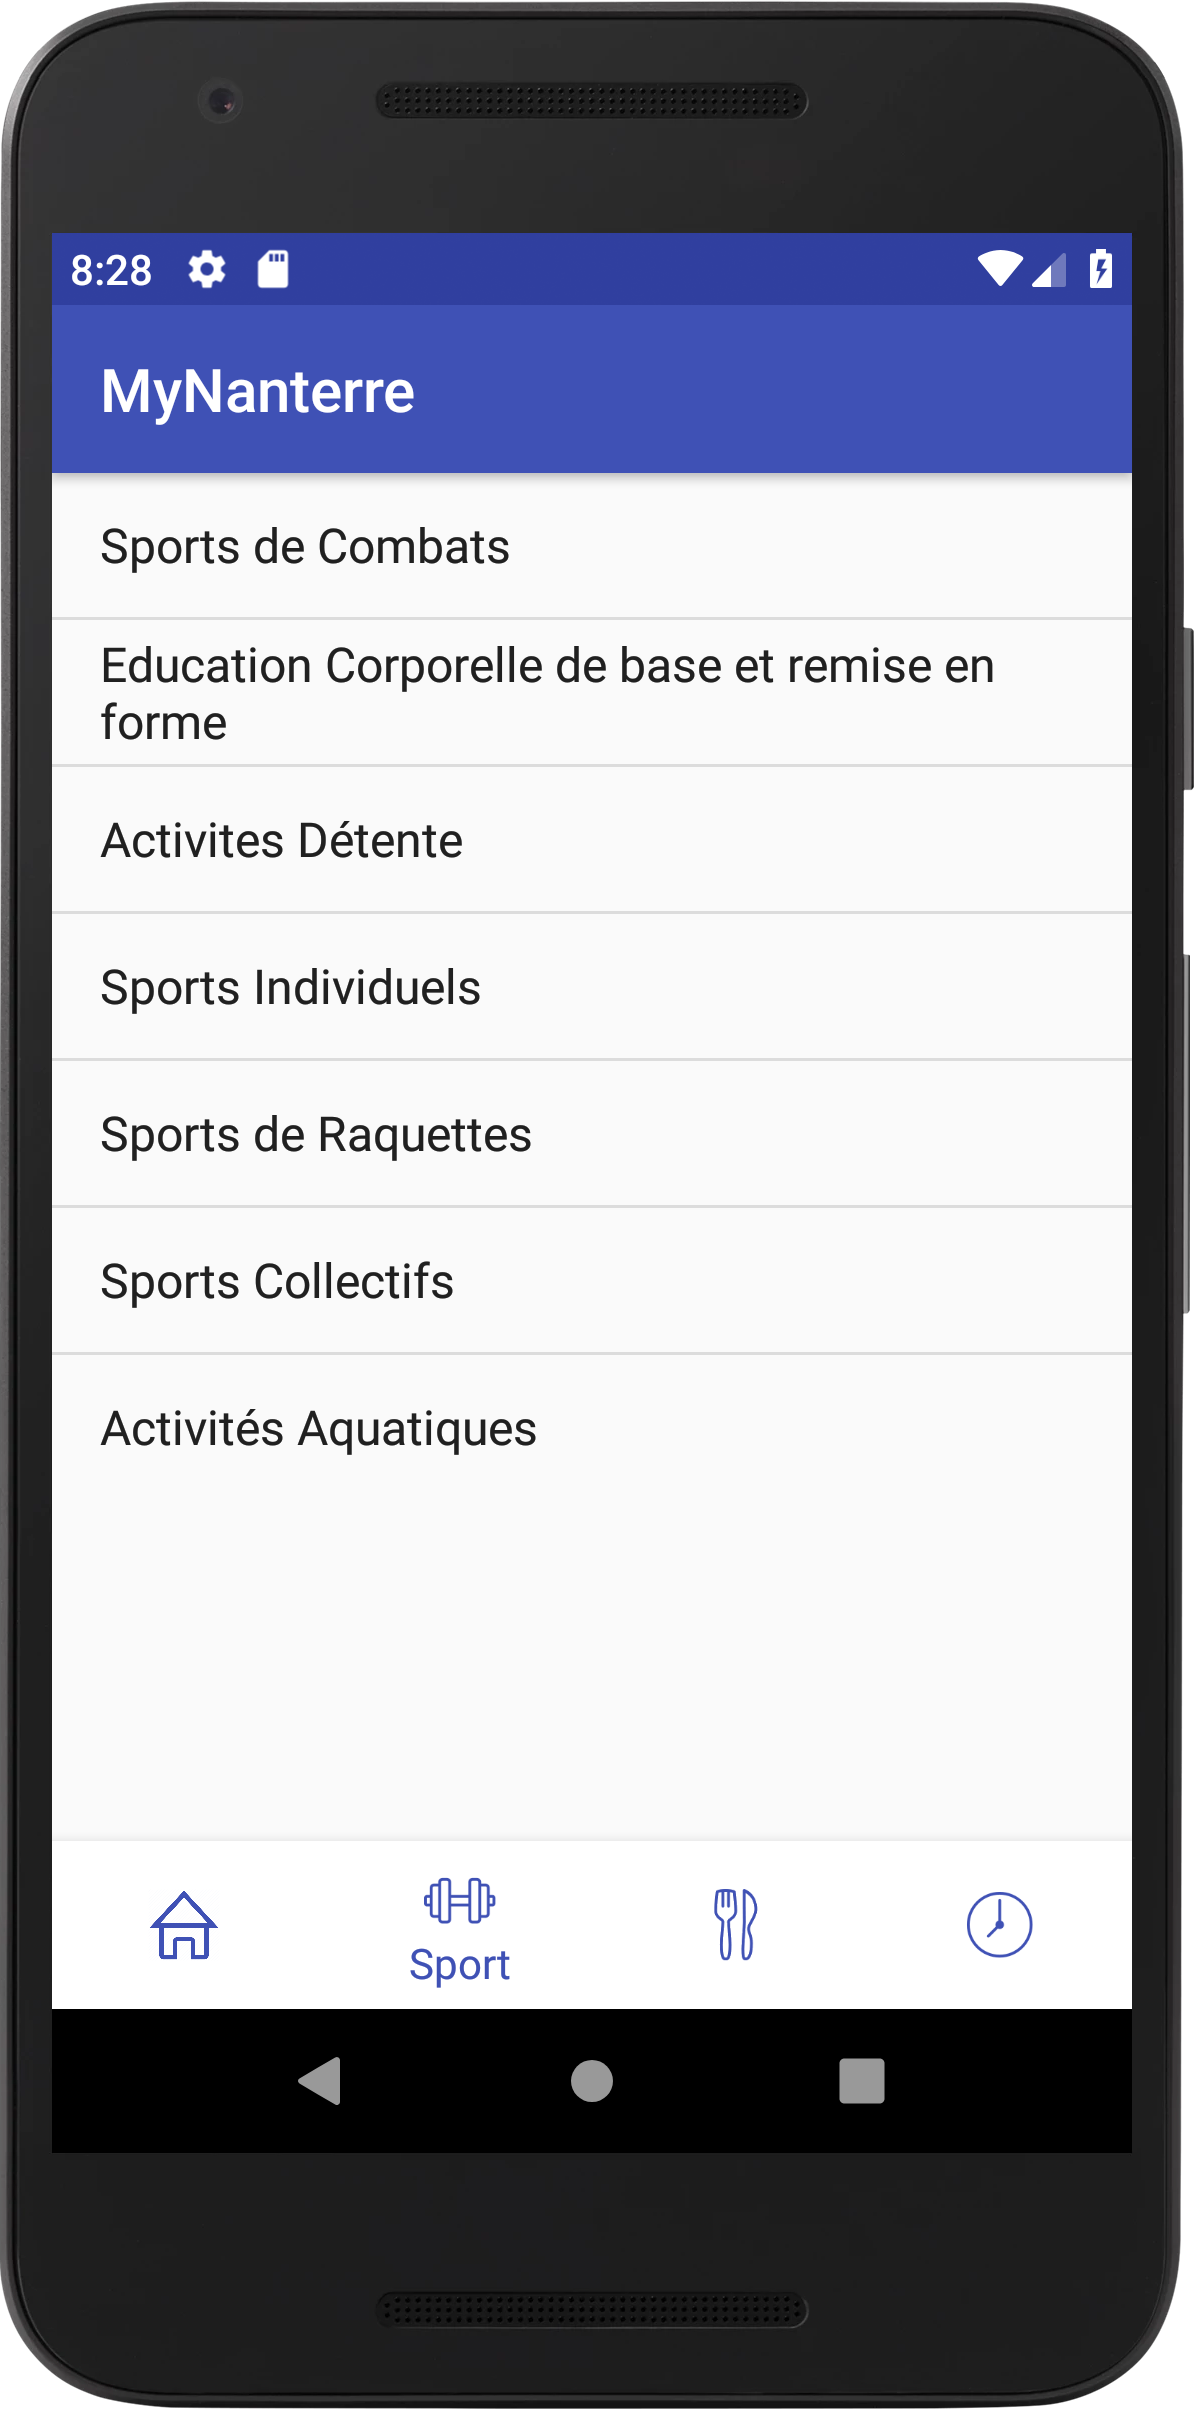 8:28
MyNanterre
Sports de Combats
Education Corporelle de base et remise en
forme
Activites Détente
Sports Individuels
Sports de Raquettes
Sports Collectifs
Activités Aquatiques
Sport